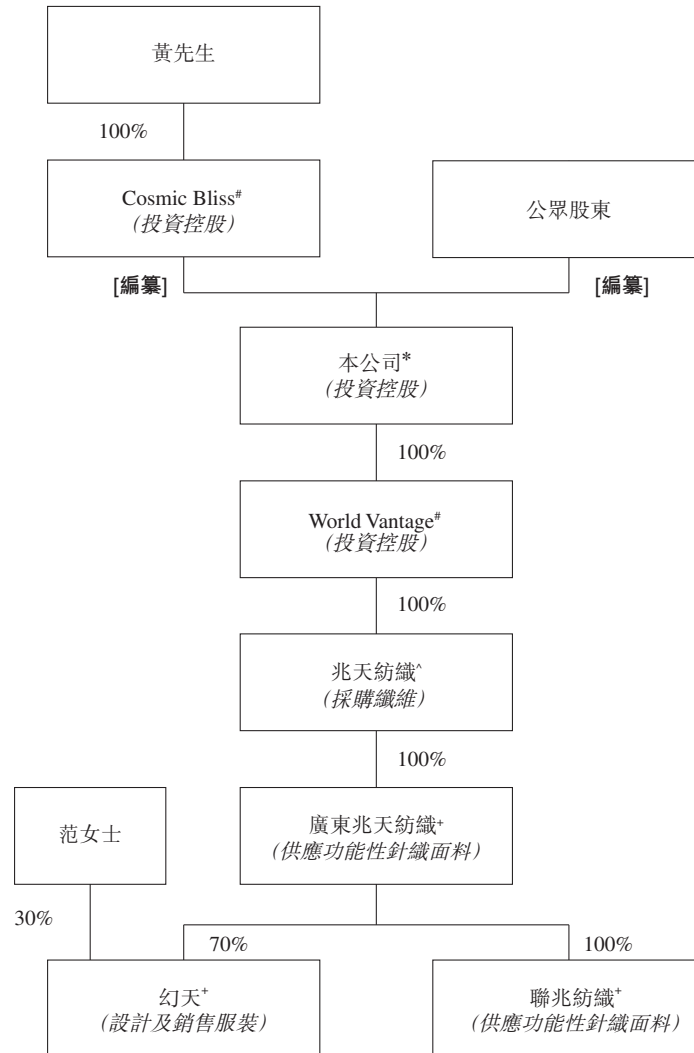 黃先生
100%
Cosmic Bliss#
(投資控股)
公眾股東
[編纂]
[編纂]
本公司*
(投資控股)
100%
World Vantage#
(投資控股)
100%
兆天紡織^
(採購纖維)
100%
范女士
廣東兆天紡織+
(供應功能性針織面料)
30%
70%
100%
幻天+
(設計及銷售服裝)
聯兆紡織+
(供應功能性針織面料)